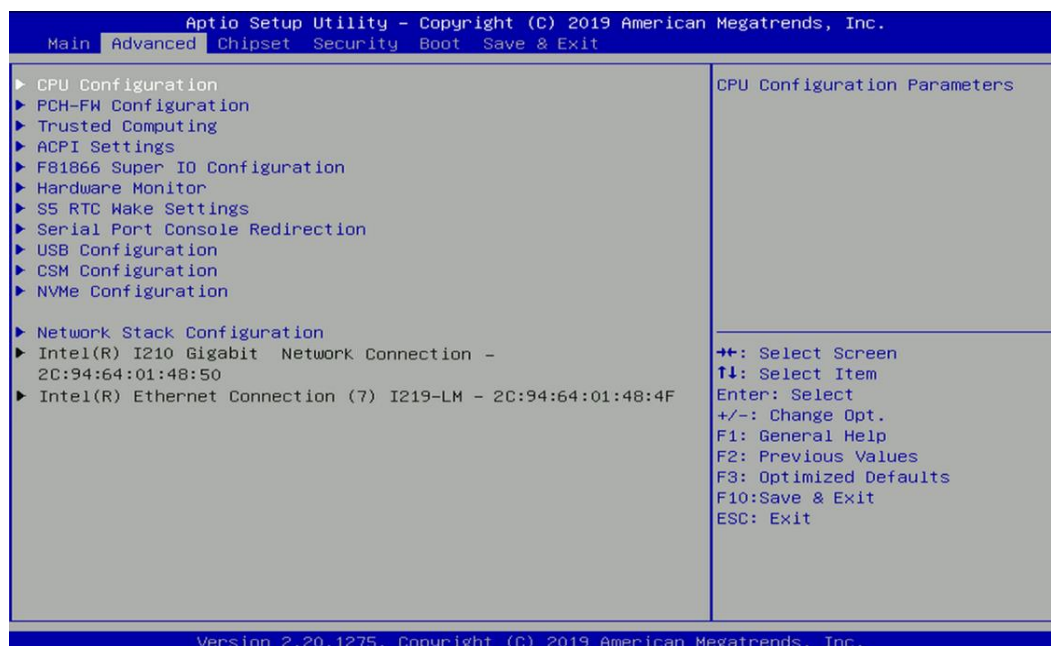 Aptio Setup Utility – Copyright (C) 2019 American Megatrends, Inc.
Main Advanced Chipset Security Boot Save & Exit
▶ CPU Configuration
▶ PCH-FW Configuration
▶ Trusted Computing
▶ ACPI Settings
▶ F81866 Super IO Configuration
▶ Hardware Monitor
▶ S5 RTC Wake Settings
▶ Serial Port Console Redirection
▶ USB Configuration
▶ CSM Configuration
▶ NVMe Configuration
▶ Network Stack Configuration
▶ Intel(R) I210 Gigabit  Network Connection –
2C:94:64:01:48:50
▶ Intel(R) Ethernet Connection (7) I219-LM – 2C:94:64:01:48:4F
CPU Configuration Parameters
→←: Select Screen
↑↓: Select Item
Enter: Select
+/-: Change Opt.
F1: General Help
F2: Previous Values
F3: Optimized Defaults
F10:Save & Exit
ESC: Exit
Version 2.20.1275. Copyright (C) 2019 American Megatrends, Inc.